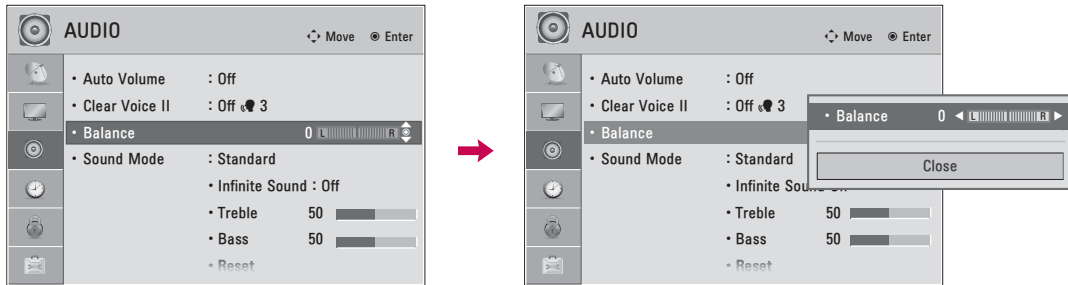 AUDIO
Move Enter
• Auto Volume : Off
• Clear Voice II : Off 3
• Balance 0 L R
• Sound Mode : Standard
• Infinite Sound : Off
• Treble 50
• Bass 50
• Reset
AUDIO
Move Enter
• Auto Volume : Off
• Clear Voice II : Off 3
• Balance
• Sound Mode : Standard
• Infinite Sound : Off
• Treble 50
• Bass 50
• Reset
• Balance 0 L R
Close